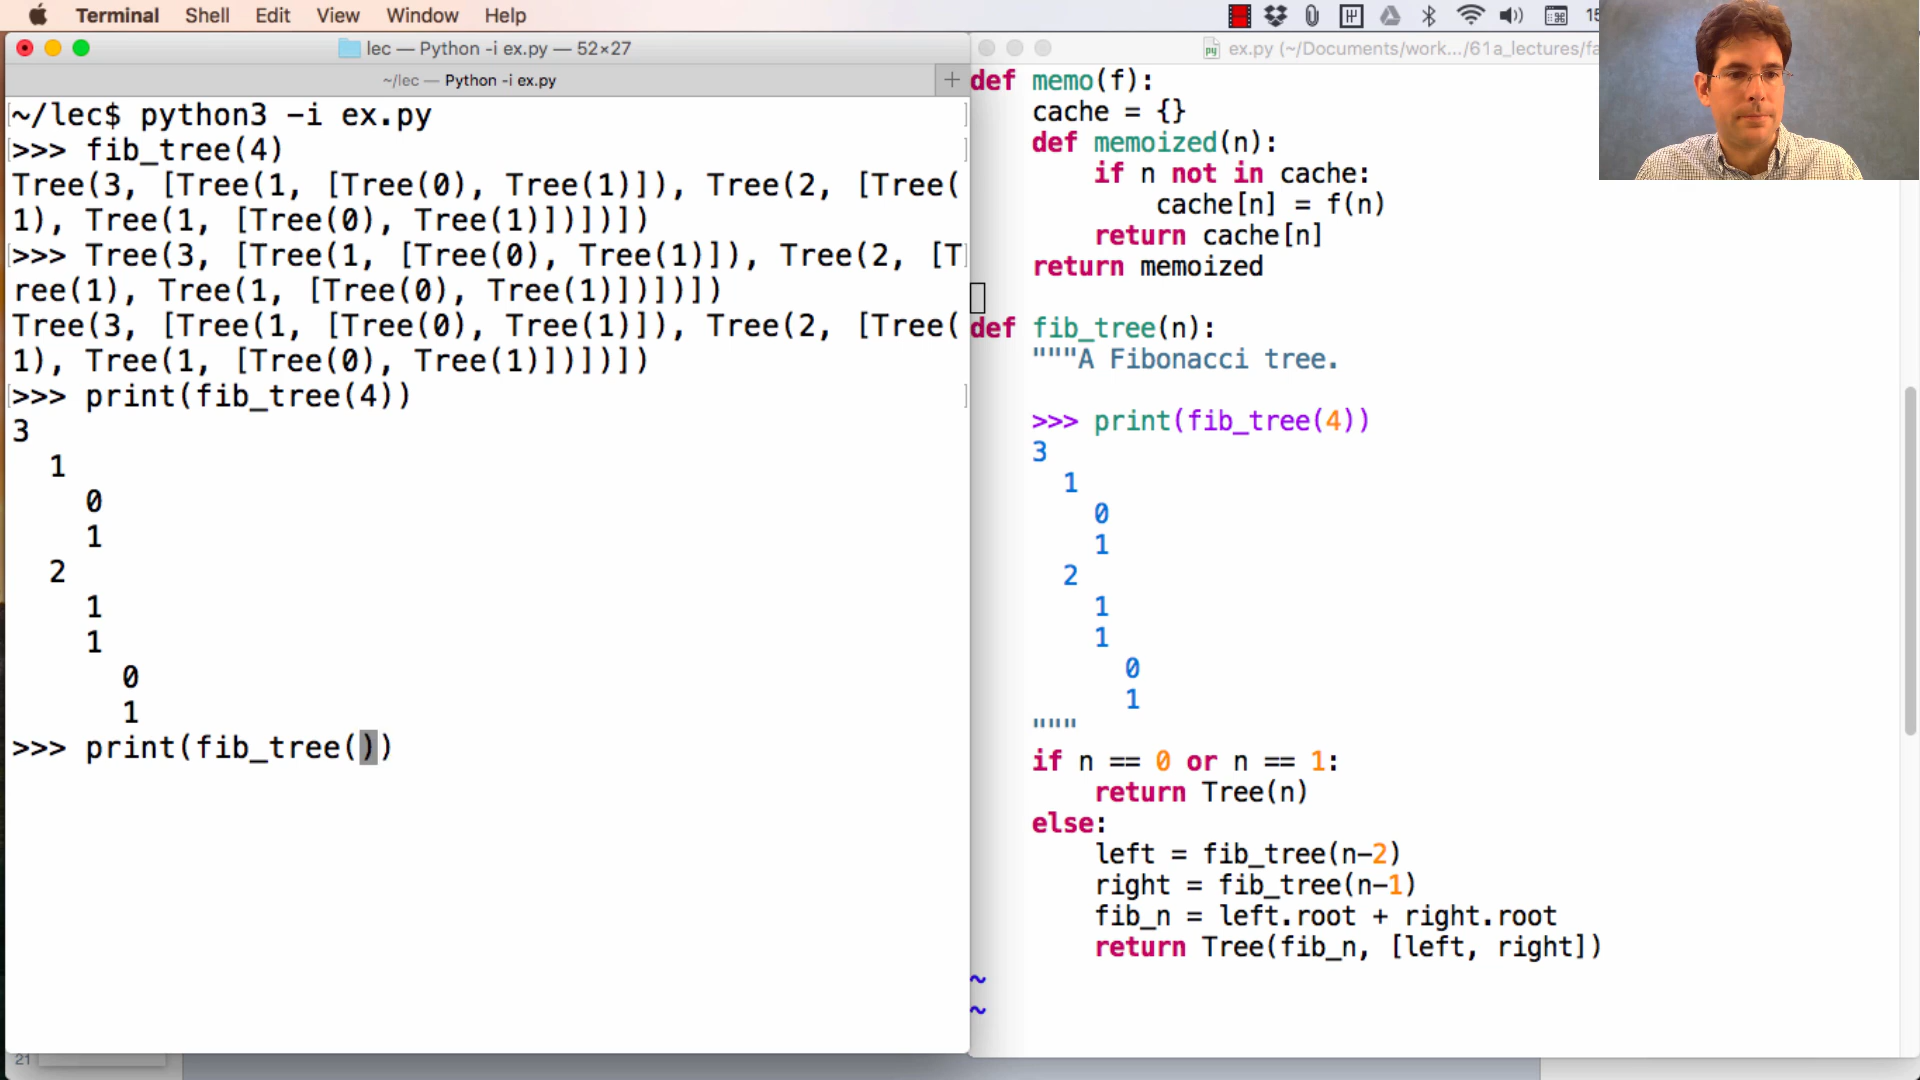 Terminal Shell Edit View Window Help
lec — Python -i ex.py — 52×27
~/lec — Python -i ex.py
~/lec$ python3 -i ex.py
>>> fib_tree(4)
Tree(3, [Tree(1, [Tree(0), Tree(1)]), Tree(2, [Tree(
1), Tree(1, [Tree(0), Tree(1)])])])
>>> Tree(3, [Tree(1, [Tree(0), Tree(1)]), Tree(2, [T
ree(1), Tree(1, [Tree(0), Tree(1)])])])
Tree(3, [Tree(1, [Tree(0), Tree(1)]), Tree(2, [Tree(
1), Tree(1, [Tree(0), Tree(1)])])])
>>> print(fib_tree(4))
3
1
0
1
2
1
1
0
1
>>> print(fib_tree())
21
ex.py (~/Documents/work.../61a_lectures/fa
def memo(f):
cache = {}
def memoized(n):
if n not in cache:
cache[n] = f(n)
return cache[n]
return memoized
def fib_tree(n):
"""A Fibonacci tree.
>>> print(fib_tree(4))
3
1
0
1
2
1
1
0
1
"""
if n == 0 or n == 1:
return Tree(n)
else:
left = fib_tree(n-2)
right = fib_tree(n-1)
fib_n = left.root + right.root
return Tree(fib_n, [left, right])
~
~